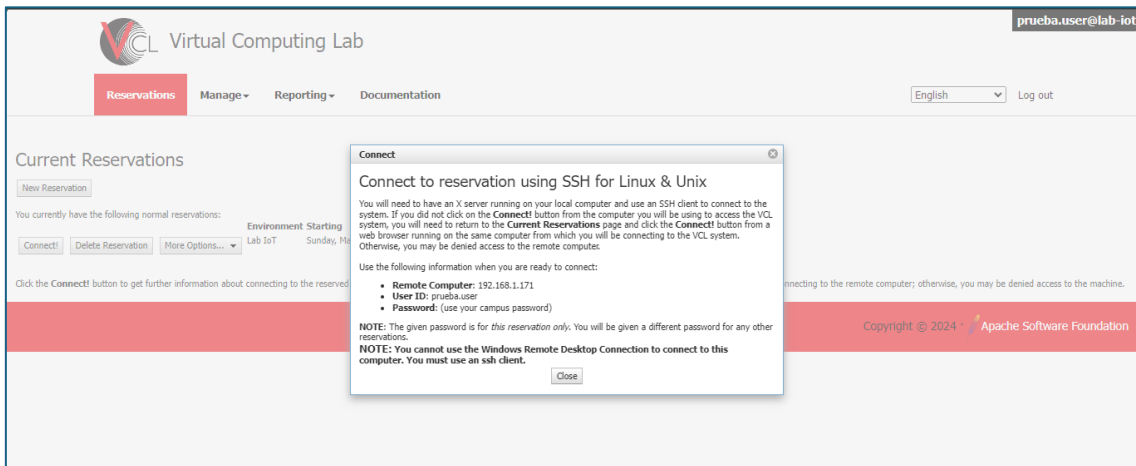 prueba.user@lab-iot
VCL Virtual Computing Lab
Reservations Manage Reporting Documentation English Log out
Current Reservations
New Reservation
You currently have the following normal reservations:
Environment Starting
Connect! Delete Reservation More Options... Lab IoT Sunday, Ma
Click the Connect! button to get further information about connecting to the reserved
nnecting to the remote computer; otherwise, you may be denied access to the machine.
Connect
Connect to reservation using SSH for Linux & Unix
You will need to have an X server running on your local computer and use an SSH client to connect to the
system. If you did not click on the Connect! button from the computer you will be using to access the VCL
system, you will need to return to the Current Reservations page and click the Connect! button from a
web browser running on the same computer from which you will be connecting to the VCL system.
Otherwise, you may be denied access to the remote computer.
Use the following information when you are ready to connect:
Remote Computer: 192.168.1.171
User ID: prueba.user
Password: (use your campus password)
NOTE: The given password is for this reservation only. You will be given a different password for any other
reservations.
NOTE: You cannot use the Windows Remote Desktop Connection to connect to this
computer. You must use an ssh client.
Close
Copyright © 2024 · Apache Software Foundation